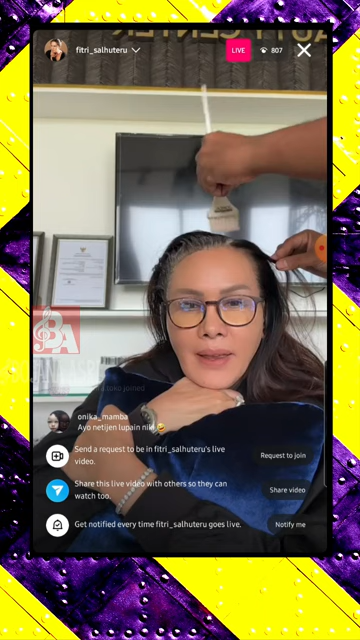 fitri_salhuteru
LIVE
807
onika_mamba
Ayo netijen lupain nik
Send a request to be in fitri_salhuteru's live
video.
Request to join
Share this live video with others so they can
watch too.
Share video
Get notified every time fitri_salhuteru goes live.
Notify me